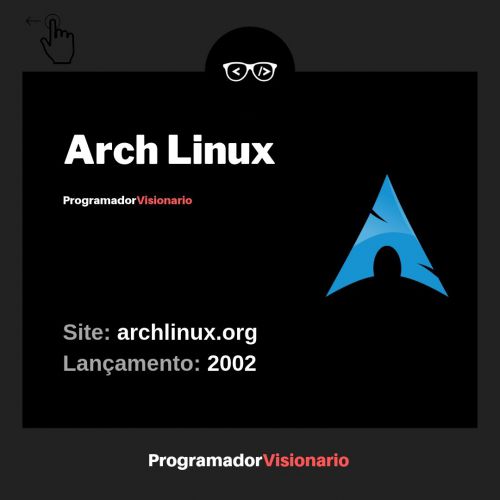 Arch Linux
ProgramadorVisionario
Site: archlinux.org
Lançamento: 2002
ProgramadorVisionario